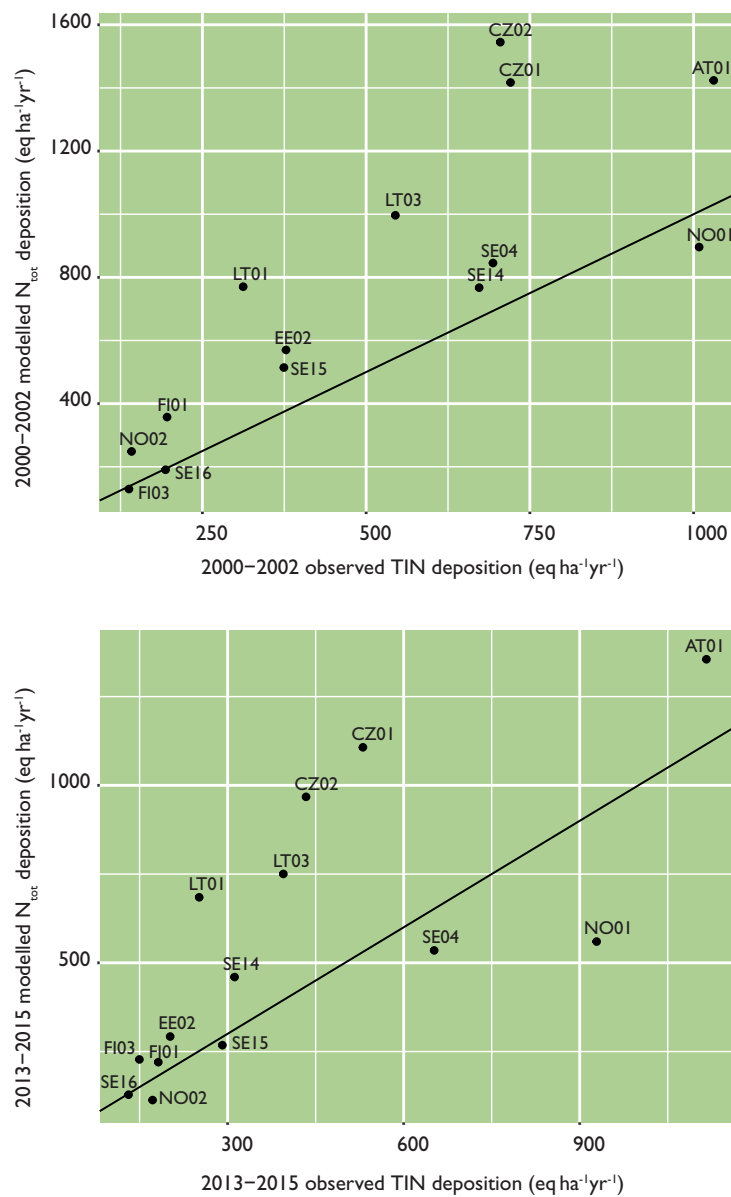 2000−2002 modelled Ntot deposition (eq ha-1yr-1)
1600
1200
800
400
CZ02
CZ01
AT01
LT03
NO01
SE04
SE14
LT01
EE02
SE15
FI01
NO02
SE16
FI03
250 500 750 1000
2000−2002 observed TIN deposition (eq ha-1yr-1)
2013−2015 modelled Ntot deposition (eq ha-1yr-1)
1000
500
AT01
CZ01
CZ02
LT03
LT01
SE04
NO01
SE14
EE02
SE15
FI03
FI01
SE16
NO02
300 600 900
2013−2015 observed TIN deposition (eq ha-1yr-1)